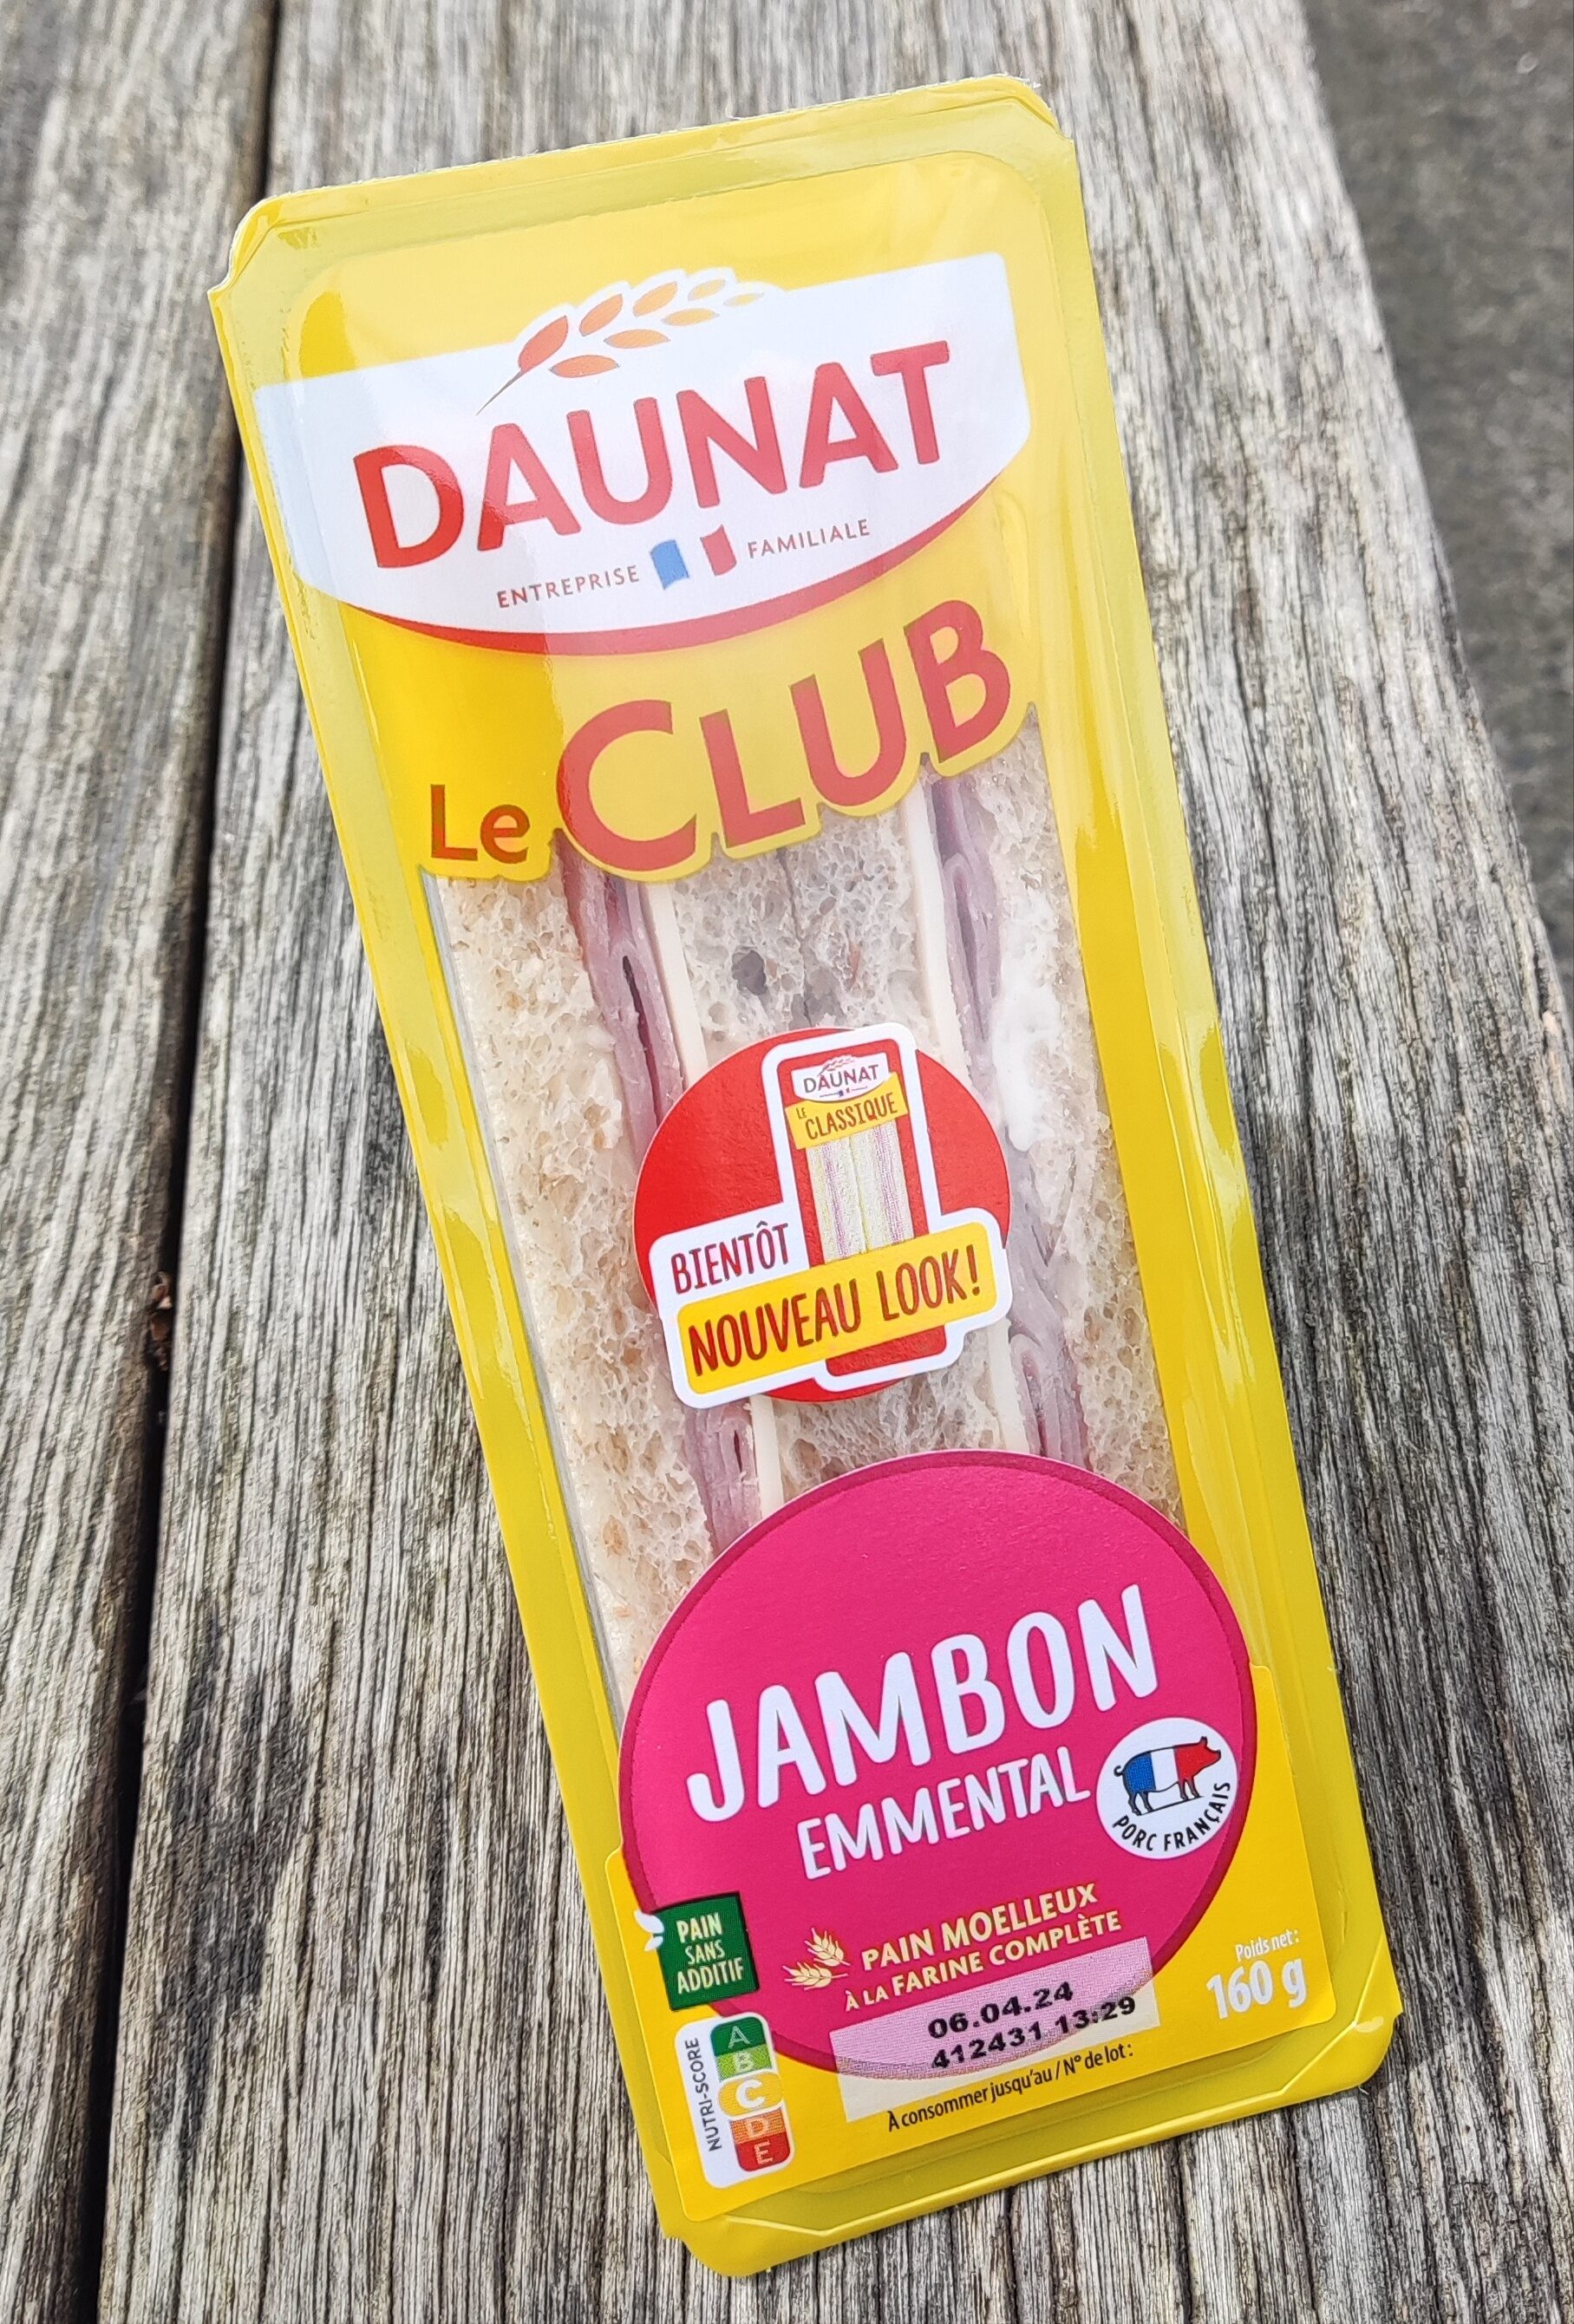 DAUNAT
ENTREPRISE FAMILIALE
Le CLUB
DAUNAT
LE
CLASSIQUE
BIENTÔT
NOUVEAU LOOK!
JAMBON
EMMENTAL
PORC FRANÇAIS
PAIN
SANS
ADDITIF
PAIN MOELLEUX
À LA FARINE COMPLÈTE
06.04.24
412431 13:29
À consommer jusqu'au / N° de lot :
Poids net :
160 g
NUTRI-SCORE
A
B
C
D
E